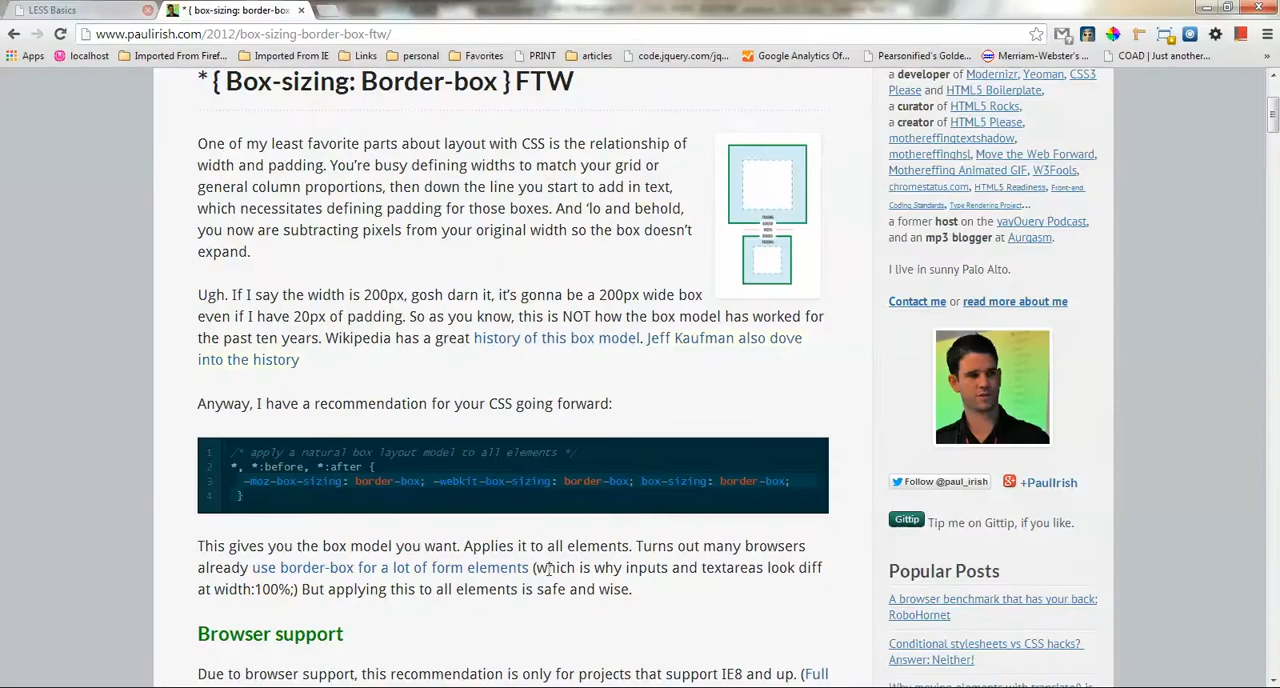 LESS Basics
* { box-sizing: border-box
www.paulirish.com/2012/box-sizing-border-box-ftw/
Apps
localhost
Imported From Firef...
Imported From IE
Links
personal
favorites
PRINT
articles
code.jquery.com/jq...
Google Analytics Of...
Pearsonified's Golde...
Merriam-Webster's ...
COAD | Just another...
»
* { Box-sizing: Border-box } FTW
One of my least favorite parts about layout with CSS is the relationship of
width and padding. You're busy defining widths to match your grid or
general column proportions, then down the line you start to add in text,
which necessitates defining padding for those boxes. And 'lo and behold,
you now are subtracting pixels from your original width so the box doesn't
expand.
Ugh. If I say the width is 200px, gosh darn it, it's gonna be a 200px wide box
even if I have 20px of padding. So as you know, this is NOT how the box model has worked for
the past ten years. Wikipedia has a great history of this box model. Jeff Kaufman also dove
into the history
Anyway, I have a recommendation for your CSS going forward:
1 /* apply a natural box layout model to all elements */
2 *, *:before, *:after {
3 -moz-box-sizing: border-box; -webkit-box-sizing: border-box; box-sizing: border-box;
4 }
This gives you the box model you want. Applies it to all elements. Turns out many browsers
already use border-box for a lot of form elements (which is why inputs and textareas look diff
at width:100%;) But applying this to all elements is safe and wise.
Browser support
Due to browser support, this recommendation is only for projects that support IE8 and up. (Full
a developer of Modernizr, Yeoman, CSS3
Please and HTML5 Boilerplate,
a curator of HTML5 Rocks,
a creator of HTML5 Please,
mothereffingtextshadow,
mothereffinghsl, Move the Web Forward,
Mothereffing Animated GIF, W3Fools,
chromestatus.com, HTML5 Readiness, Front-end
Coding Standards, Type Rendering Project...
a former host on the yayQuery Podcast,
and an mp3 blogger at Aurgasm.
I live in sunny Palo Alto.
Contact me or read more about me
Follow @paul_irish
+PaulIrish
Gittip Tip me on Gittip, if you like.
Popular Posts
A browser benchmark that has your back:
RoboHornet
Conditional stylesheets vs CSS hacks?
Answer: Neither!
Why moving elements with translate() is